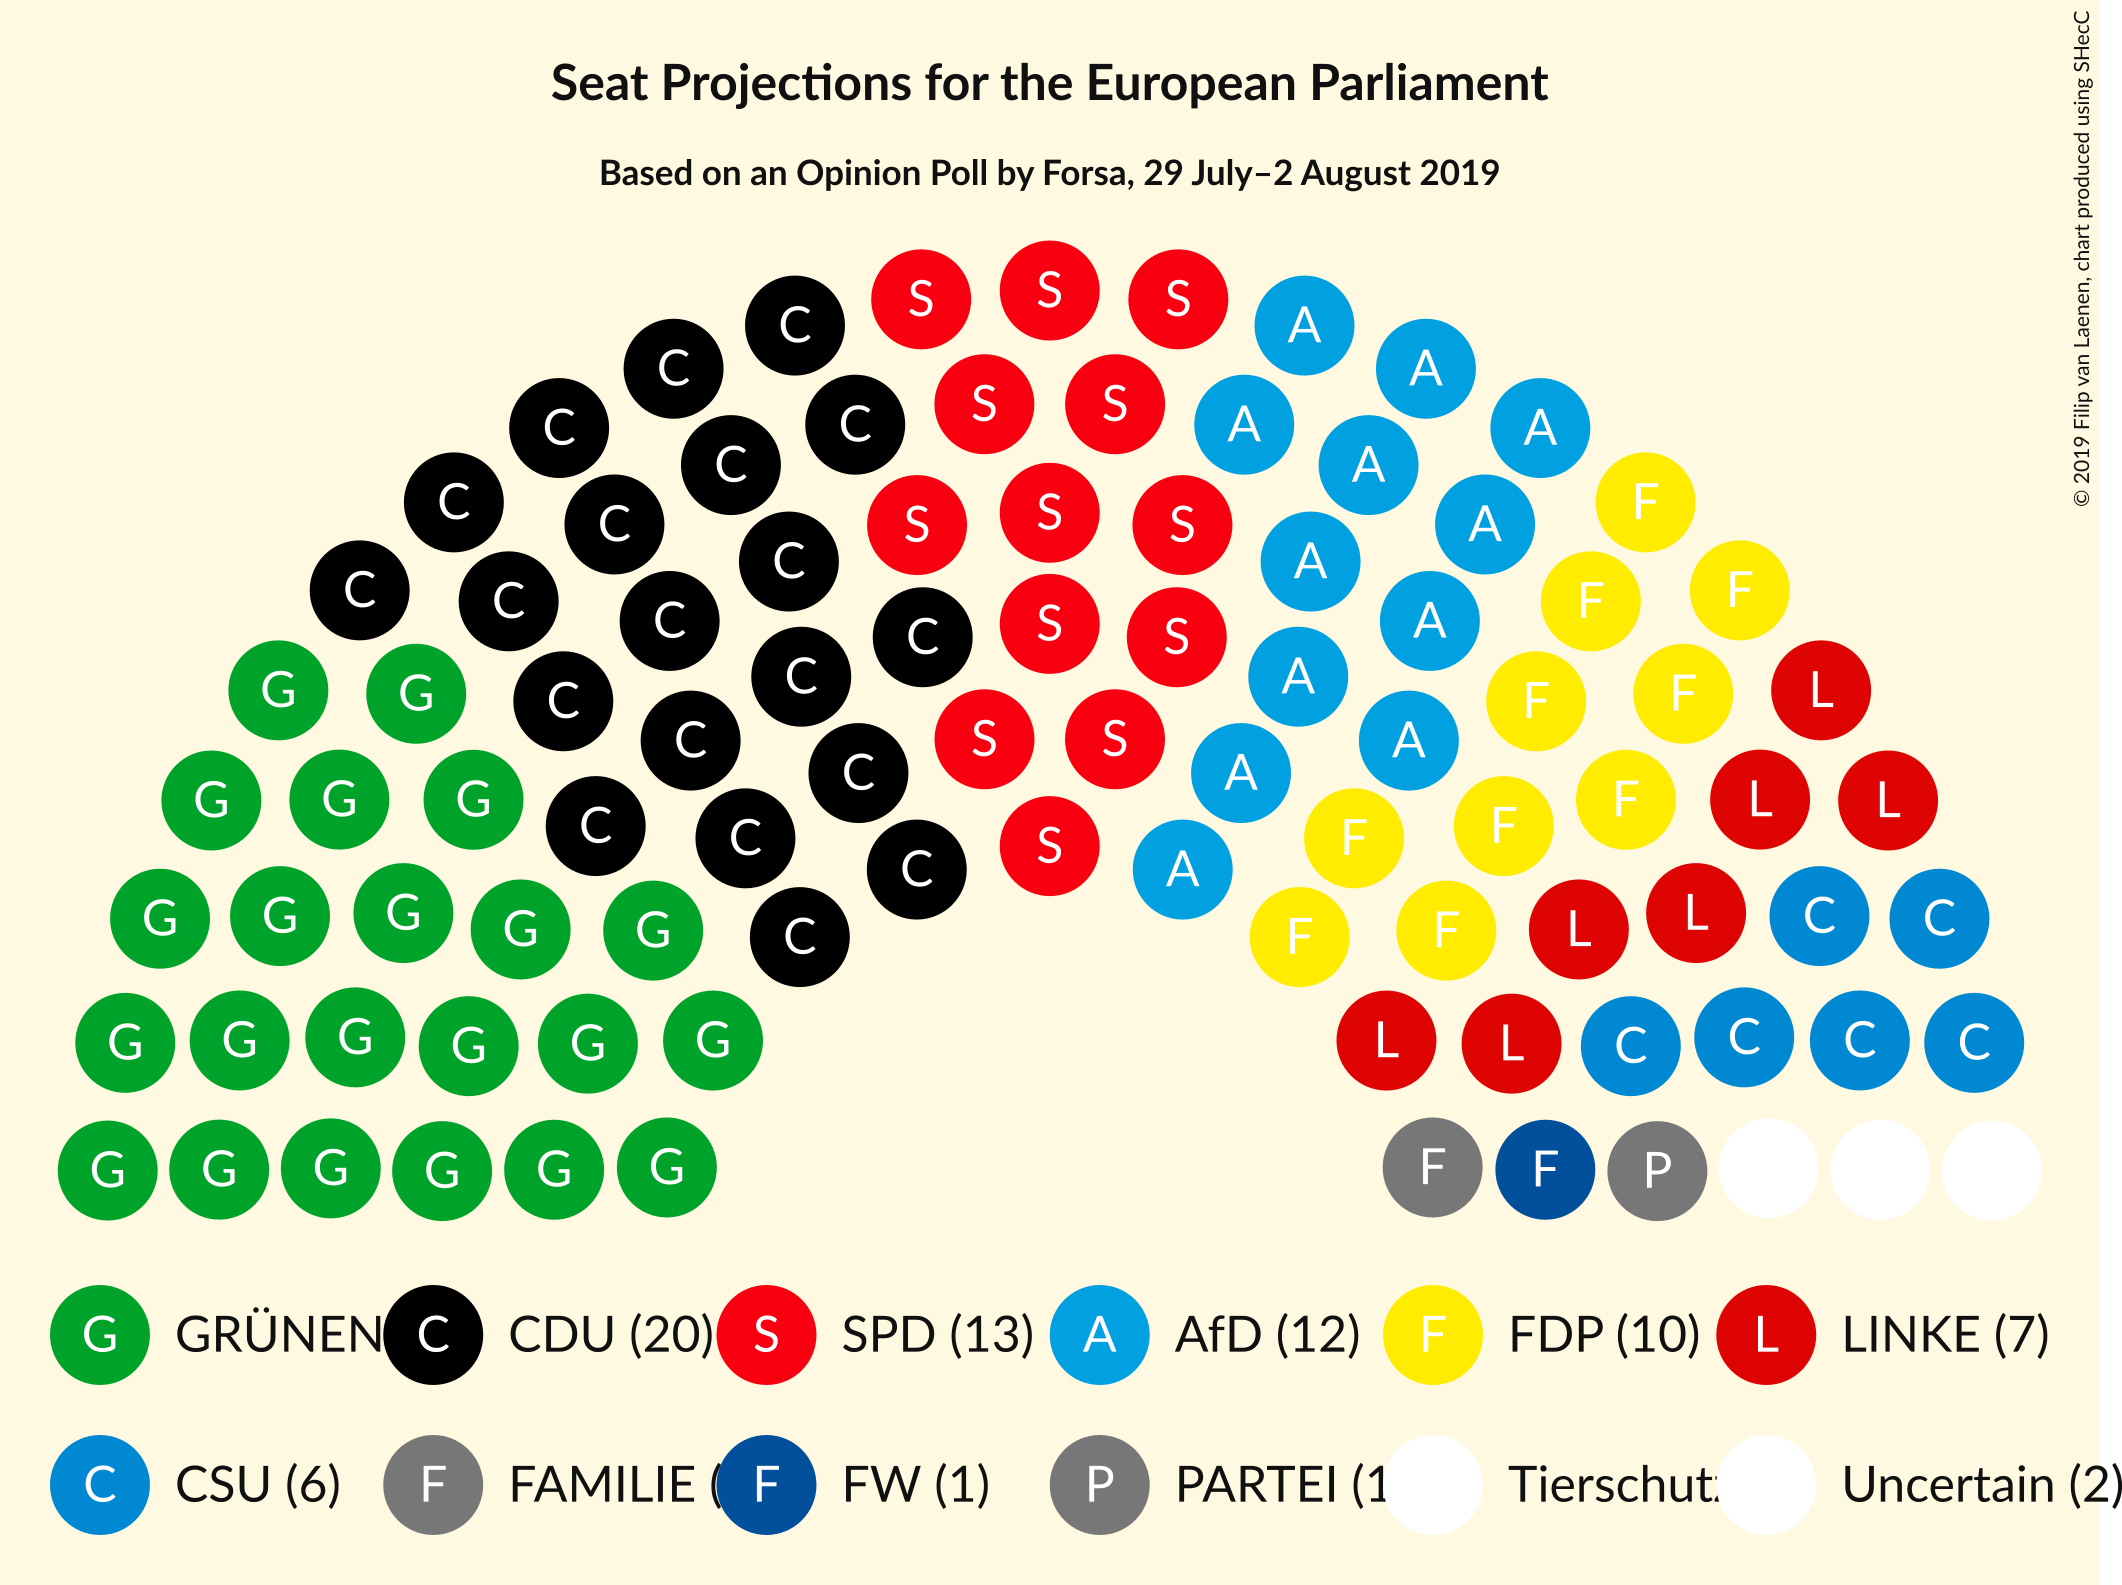 Seat Projections for the European Parliament
Based on an Opinion Poll by Forsa, 29 July–2 August 2019
© 2019 Filip van Laenen, chart produced using SHecC
S S S
C A
C S S A
C C A A
C C A A
C S S S A F
C C C A A F
C C C S S A A F F
G G C C A F F L
C C S S A A
G G G C C A F F L L
C C S A F
G G G G G C F F L L C C
G G G G G G L L C C C C
G G G G G G F F P
G GRÜNEN C CDU (20) S SPD (13) A AfD (12) F FDP (10) L LINKE (7)
C CSU (6) F FAMILIE ( F FW (1) P PARTEI (1 Tierschutz Uncertain (2)